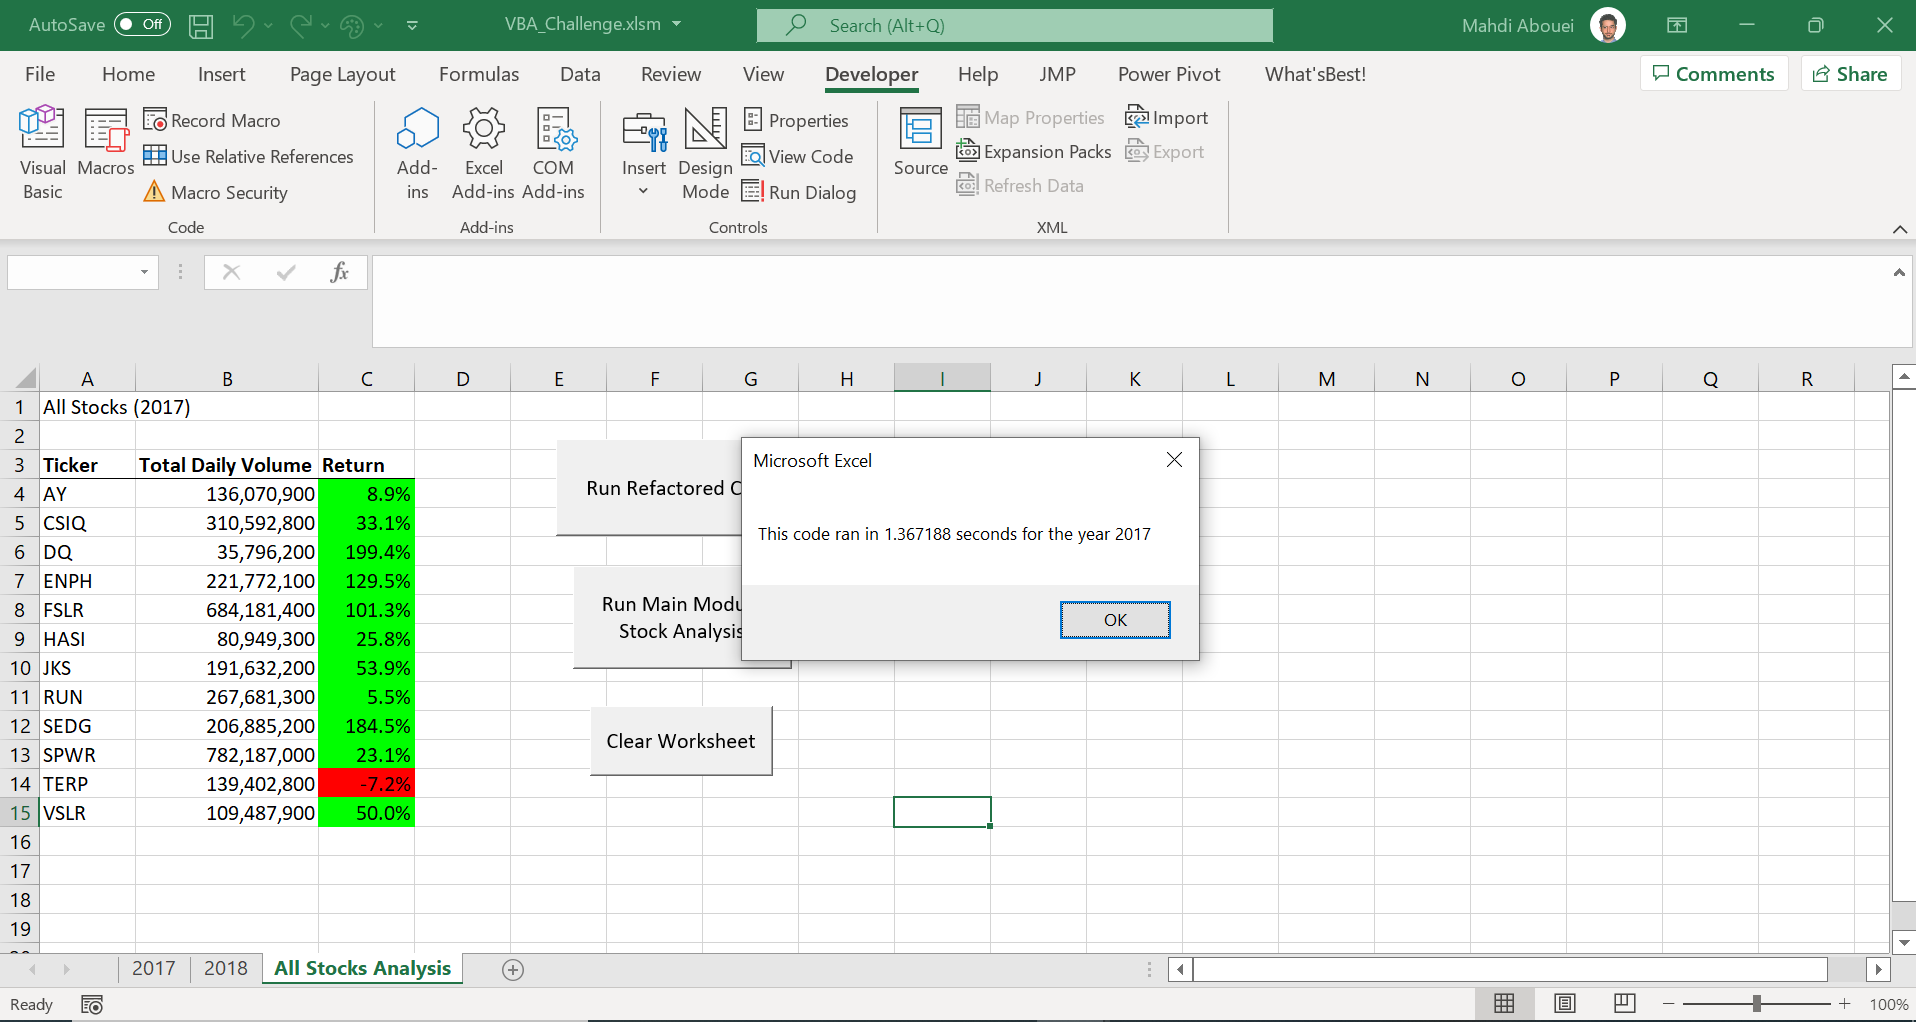 AutoSave Off VBA_Challenge.xlsm Search (Alt+Q) Mahdi Abouei
File Home Insert Page Layout Formulas Data Review View Developer Help JMP Power Pivot What'sBest! Comments Share
Visual Basic
Macros
Record Macro
Use Relative References
Macro Security
Code
Add-ins
Excel Add-ins
COM Add-ins
Add-ins
Insert
Design Mode
Properties
View Code
Run Dialog
Controls
Source
Map Properties
Expansion Packs
Refresh Data
Import
Export
XML
fx
A B C D E F G H I J K L M N O P Q R
1 All Stocks (2017)
2
3 Ticker Total Daily Volume Return
4 AY 136,070,900 8.9%
5 CSIQ 310,592,800 33.1%
6 DQ 35,796,200 199.4%
7 ENPH 221,772,100 129.5%
8 FSLR 684,181,400 101.3%
9 HASI 80,949,300 25.8%
10 JKS 191,632,200 53.9%
11 RUN 267,681,300 5.5%
12 SEDG 206,885,200 184.5%
13 SPWR 782,187,000 23.1%
14 TERP 139,402,800 -7.2%
15 VSLR 109,487,900 50.0%
16
17
18
19
Run Refactored C
Run Main Modu
Stock Analysis
Clear Worksheet
Microsoft Excel
This code ran in 1.367188 seconds for the year 2017
OK
2017 2018 All Stocks Analysis
Ready 100%